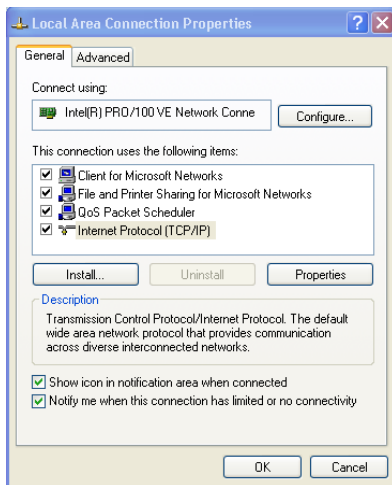 Local Area Connection Properties
General
Advanced
Connect using:
Intel(R) PRO/100 VE Network Conne
Configure...
This connection uses the following items:
Client for Microsoft Networks
File and Printer Sharing for Microsoft Networks
QoS Packet Scheduler
Internet Protocol (TCP/IP)
Install...
Uninstall
Properties
Description
Transmission Control Protocol/Internet Protocol. The default
wide area network protocol that provides communication
across diverse interconnected networks.
Show icon in notification area when connected
Notify me when this connection has limited or no connectivity
OK
Cancel